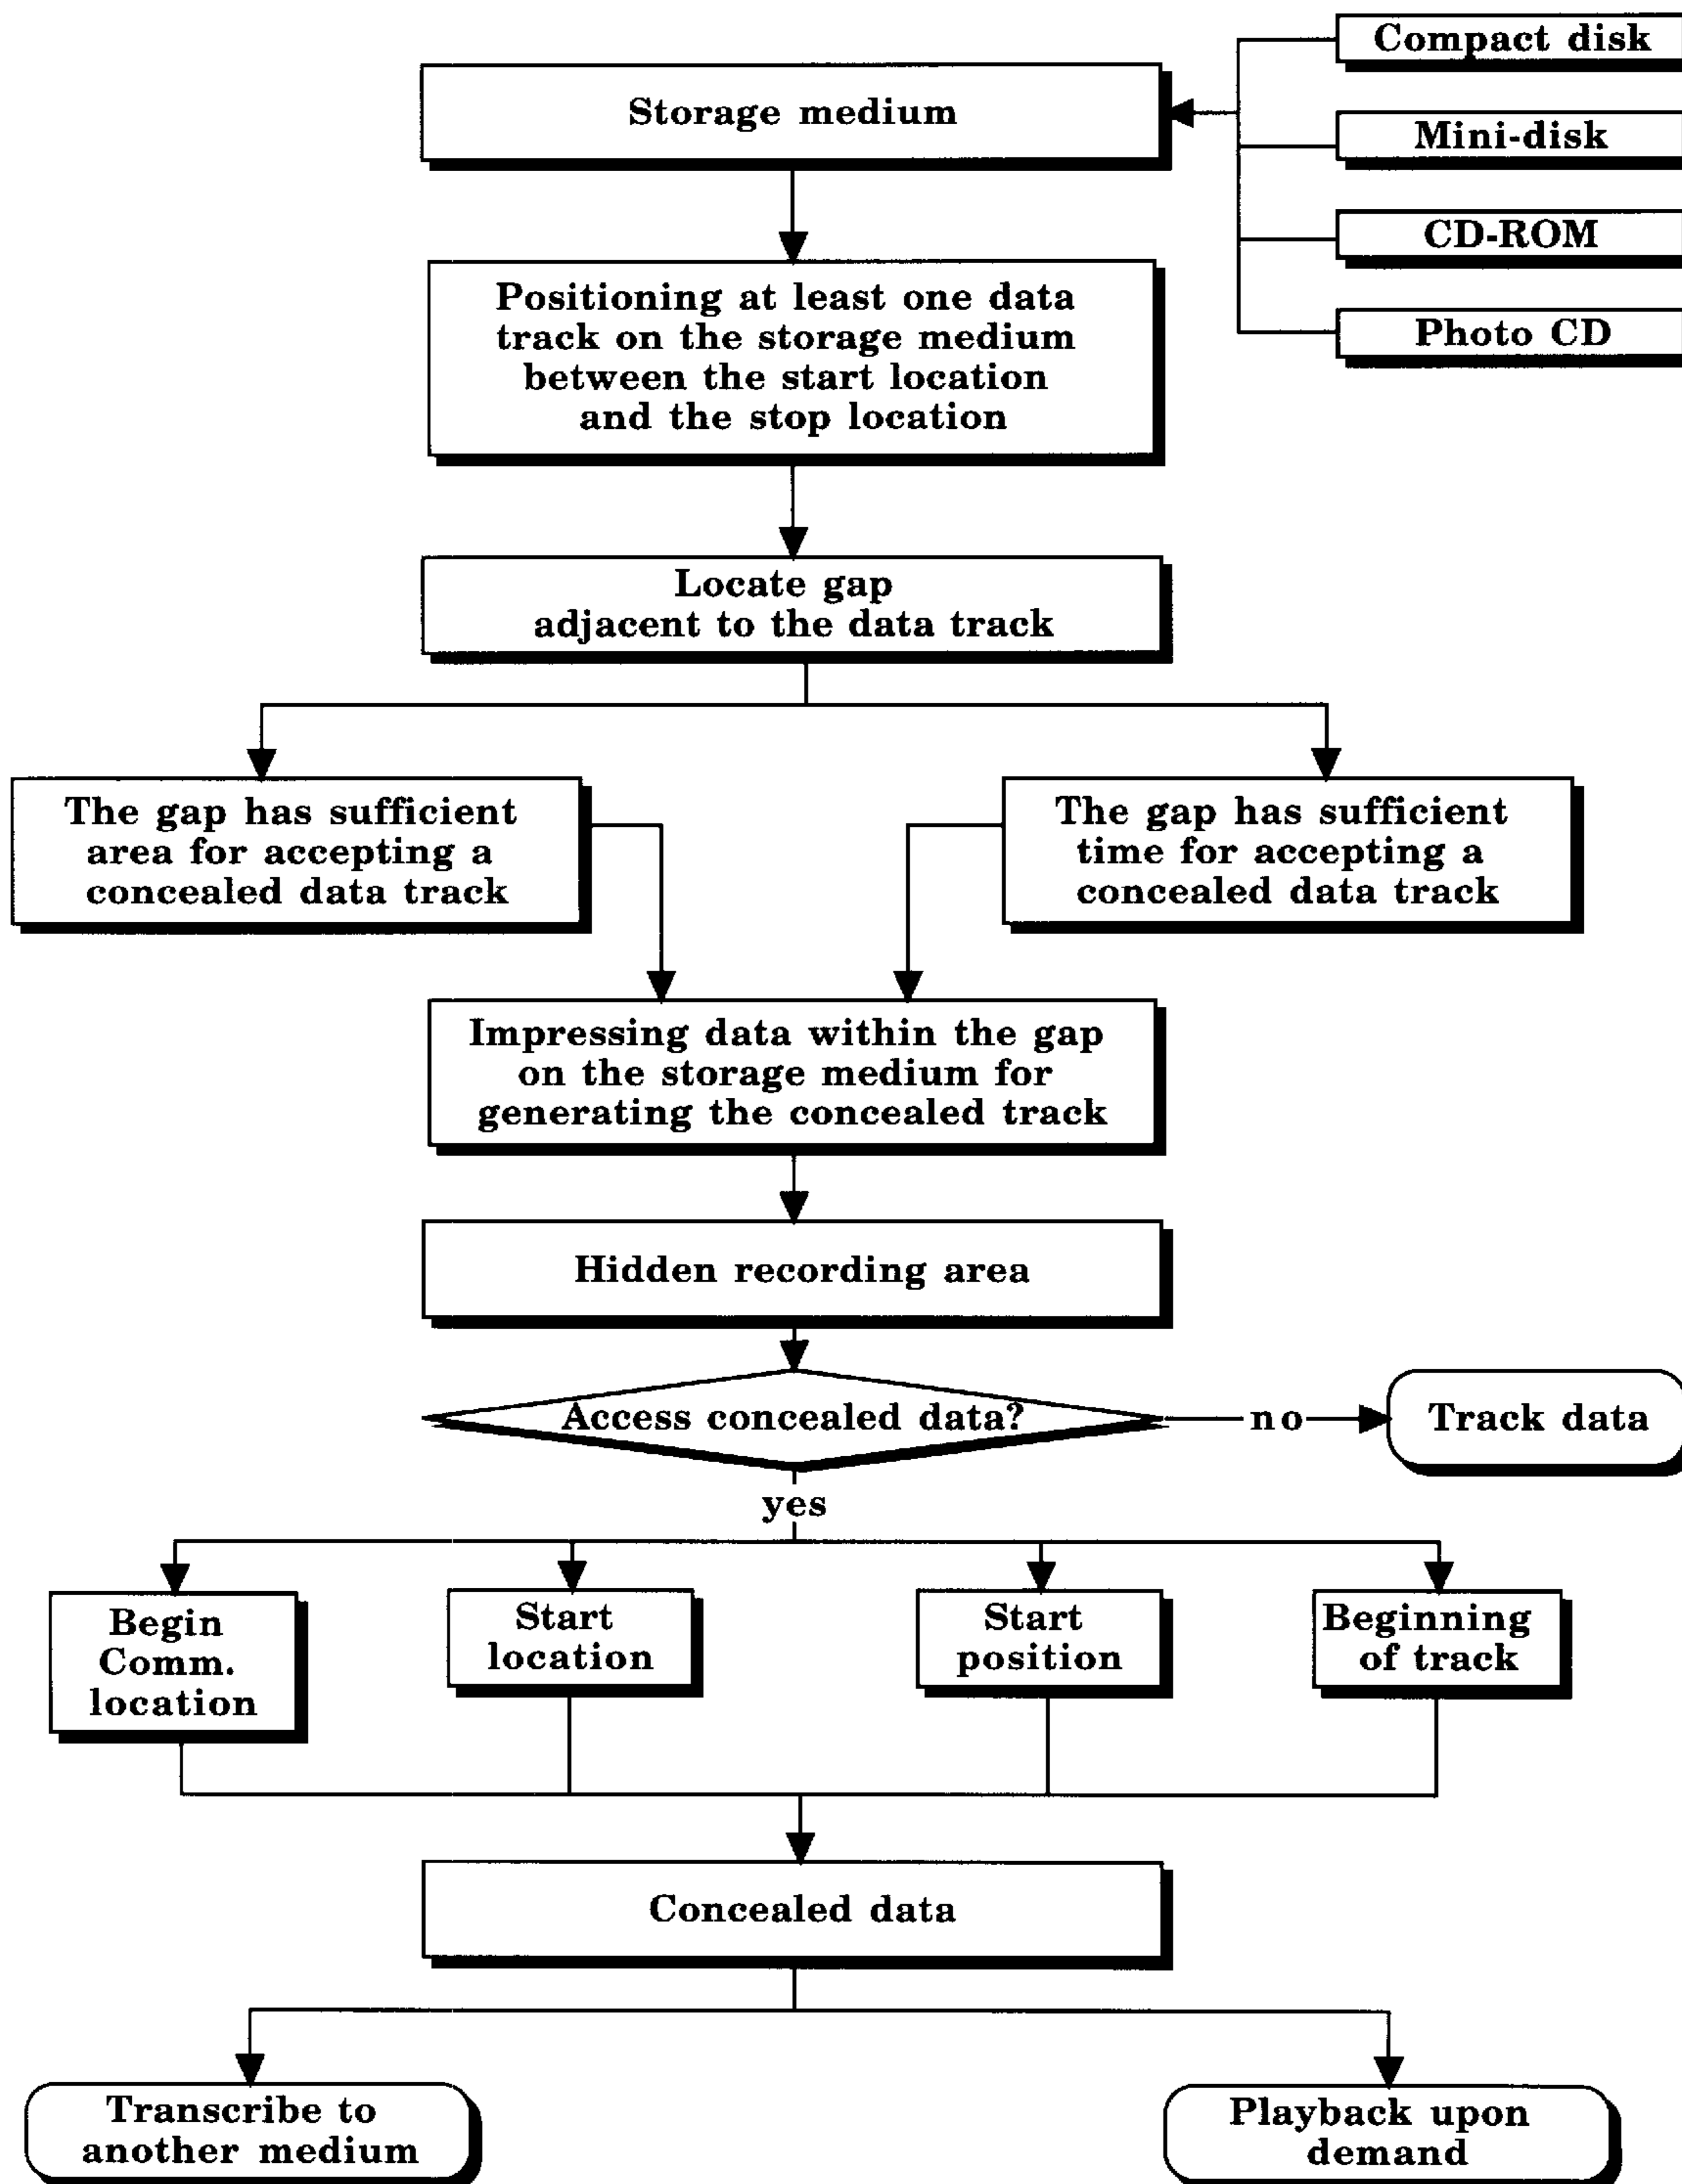 Compact disk
Storage medium
Mini-disk
CD-ROM
Photo CD
Positioning at least one data
track on the storage medium
between the start location
and the stop location
Locate gap
adjacent to the data track
The gap has sufficient
area for accepting a
concealed data track
The gap has sufficient
time for accepting a
concealed data track
Impressing data within the gap
on the storage medium for
generating the concealed track
Hidden recording area
Access concealed data?
no
Track data
yes
Begin
Comm.
location
Start
location
Start
position
Beginning
of track
Concealed data
Transcribe to
another medium
Playback upon
demand